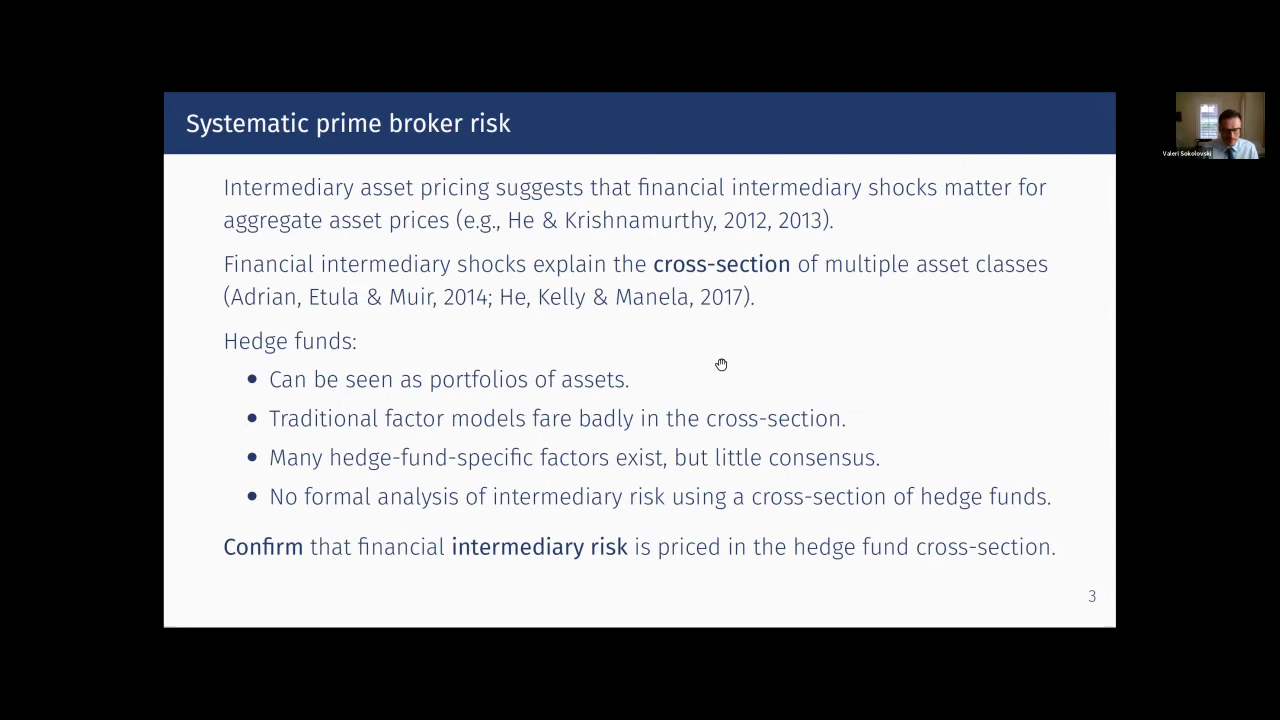 Systematic prime broker risk
Intermediary asset pricing suggests that financial intermediary shocks matter for
aggregate asset prices (e.g., He & Krishnamurthy, 2012, 2013).
Financial intermediary shocks explain the cross-section of multiple asset classes
(Adrian, Etula & Muir, 2014; He, Kelly & Manela, 2017).
Hedge funds:
• Can be seen as portfolios of assets.
• Traditional factor models fare badly in the cross-section.
• Many hedge-fund-specific factors exist, but little consensus.
• No formal analysis of intermediary risk using a cross-section of hedge funds.
Confirm that financial intermediary risk is priced in the hedge fund cross-section.
3
Valeri Sokolovski